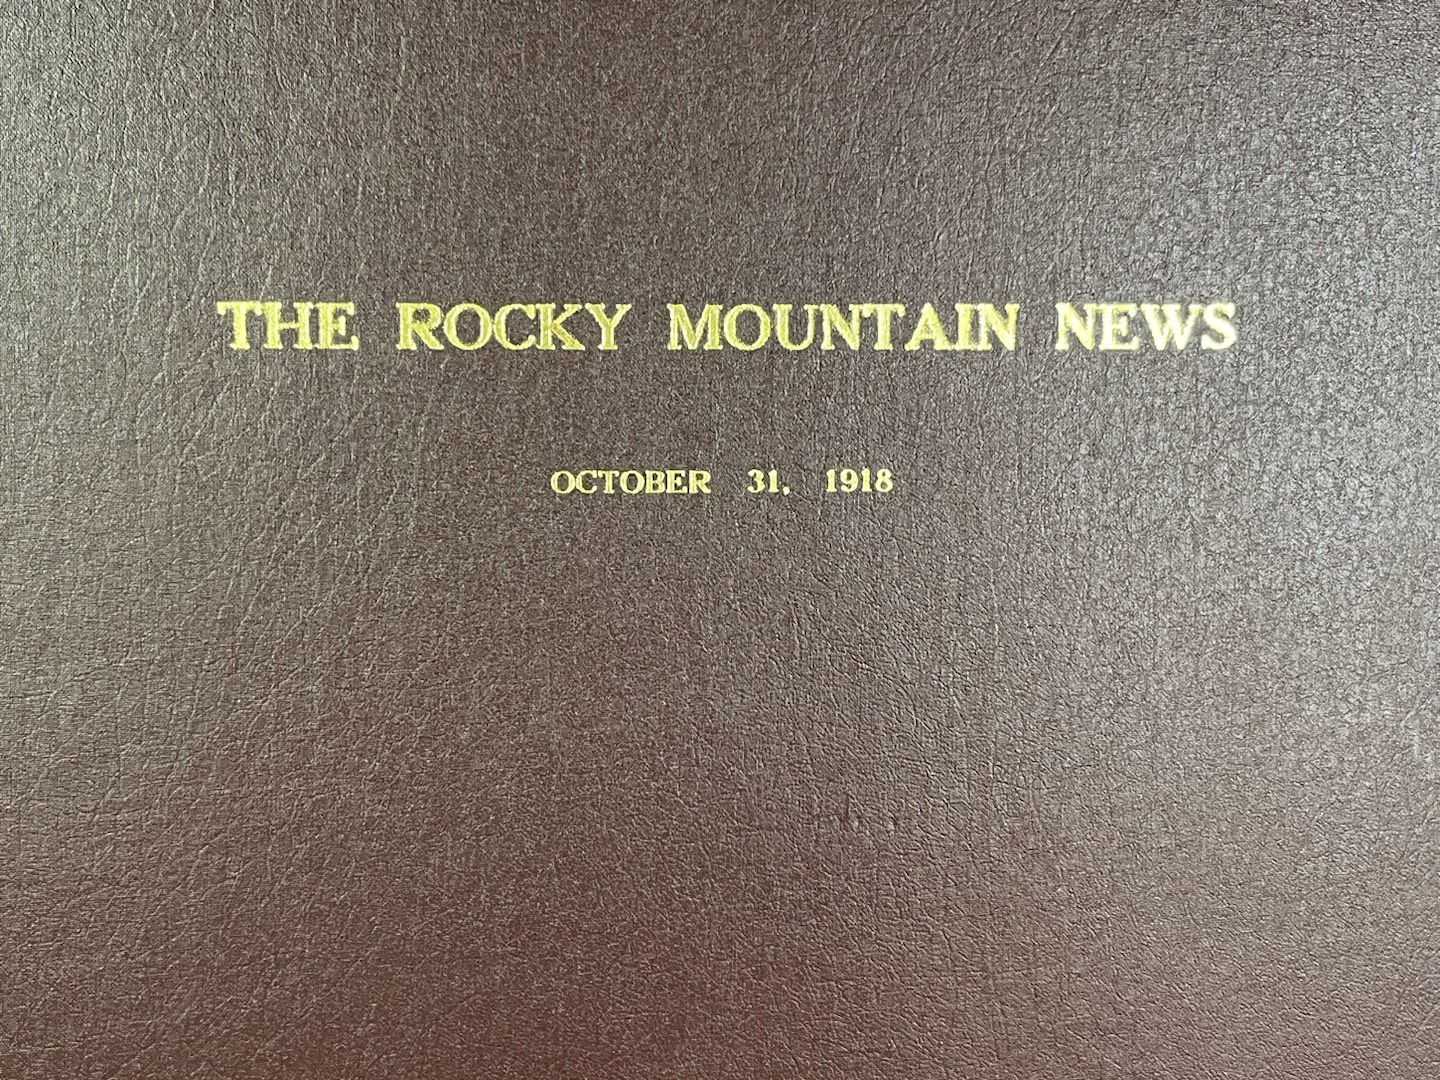 THE ROCKY MOUNTAIN NEWS
OCTOBER 31, 1918